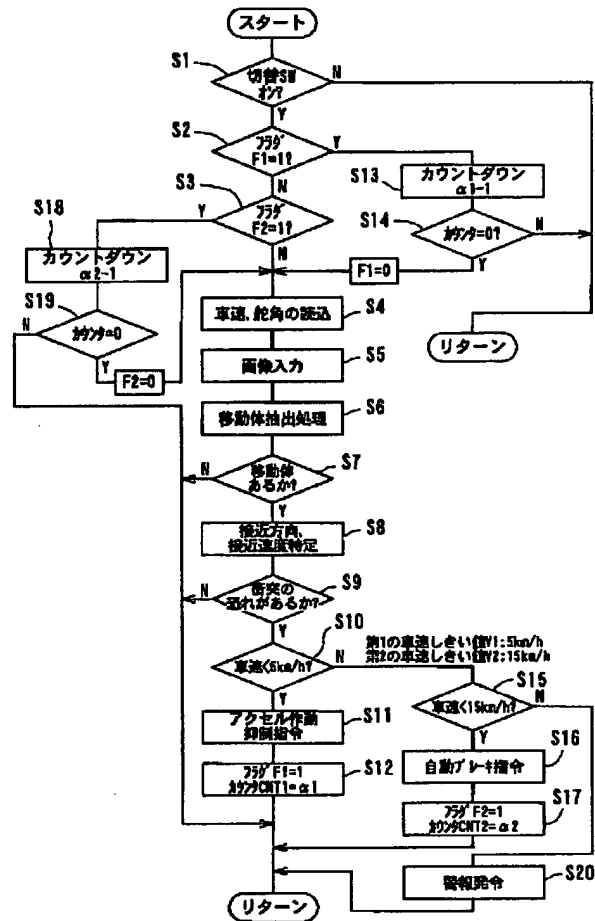 スタート
S1
切替SW
オン?
N
Y
S2
フラグ
F1=1?
Y
N
S3
フラグ
F2=1?
Y
N
S13
カウントダウン
α1-1
S14
カウンタ=0?
N
Y
F1=0
リターン
S18
カウントダウン
α2-1
S19
カウンタ=0
N
Y
F2=0
車速、舵角の読込
S4
画像入力
S5
移動体抽出処理
S6
移動体
あるか?
S7
N
Y
接近方向、
接近速度特定
S8
衝突の
恐れがあるか?
S9
N
Y
車速<5km/h?
S10
N
Y
第1の車速しきい値V1:5km/h
第2の車速しきい値V2:15km/h
アクセル作動
抑制指令
S11
フラグF1=1
カウンタCNT1=α1
S12
車速<15km/h?
S15
N
Y
自動ブレーキ指令
S16
フラグF2=1
カウンタCNT2=α2
S17
警報発令
S20
リターン